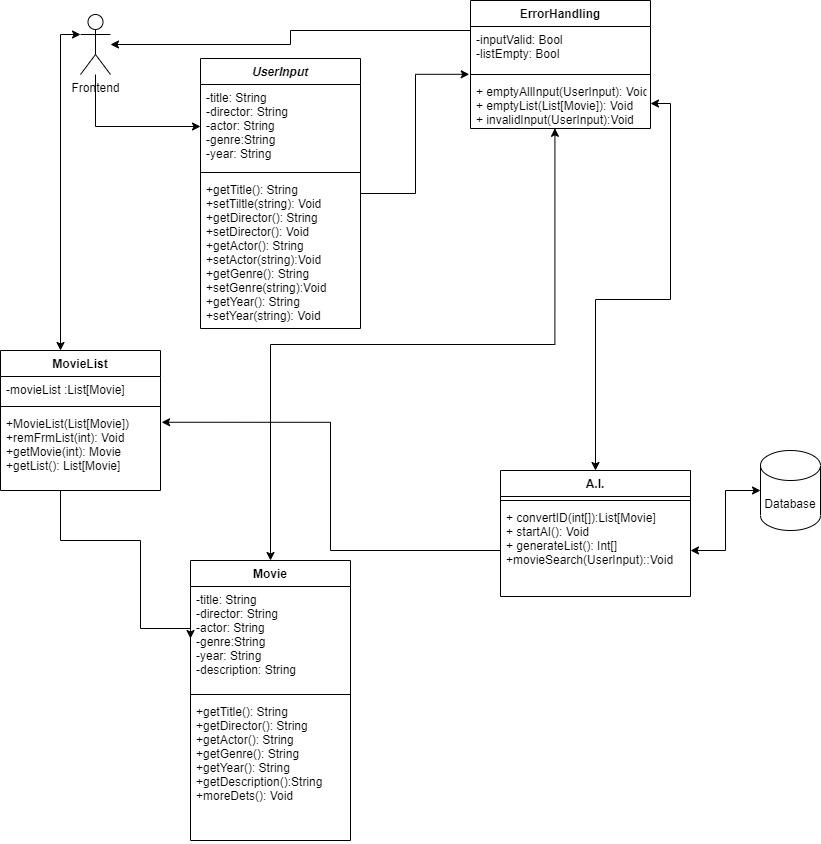 ErrorHandling
-inputValid: Bool
-listEmpty: Bool
+ emptyAllInput(UserInput): Void
+ emptyList(List[Movie]): Void
+ invalidInput(UserInput):Void
Frontend
UserInput
-title: String
-director: String
-actor: String
-genre:String
-year: String
+getTitle(): String
+setTiltle(string): Void
+getDirector(): String
+setDirector(): Void
+getActor(): String
+setActor(string):Void
+getGenre(): String
+setGenre(string):Void
+getYear(): String
+setYear(string): Void
MovieList
-movieList :List[Movie]
+MovieList(List[Movie])
+remFrmList(int): Void
+getMovie(int): Movie
+getList(): List[Movie]
A.I.
+ convertID(int[]):List[Movie]
+ startAI(): Void
+ generateList(): Int[]
+movieSearch(UserInput)::Void
Database
Movie
-title: String
-director: String
-actor: String
-genre:String
-year: String
-description: String
+getTitle(): String
+getDirector(): String
+getActor(): String
+getGenre(): String
+getYear(): String
+getDescription():String
+moreDets(): Void